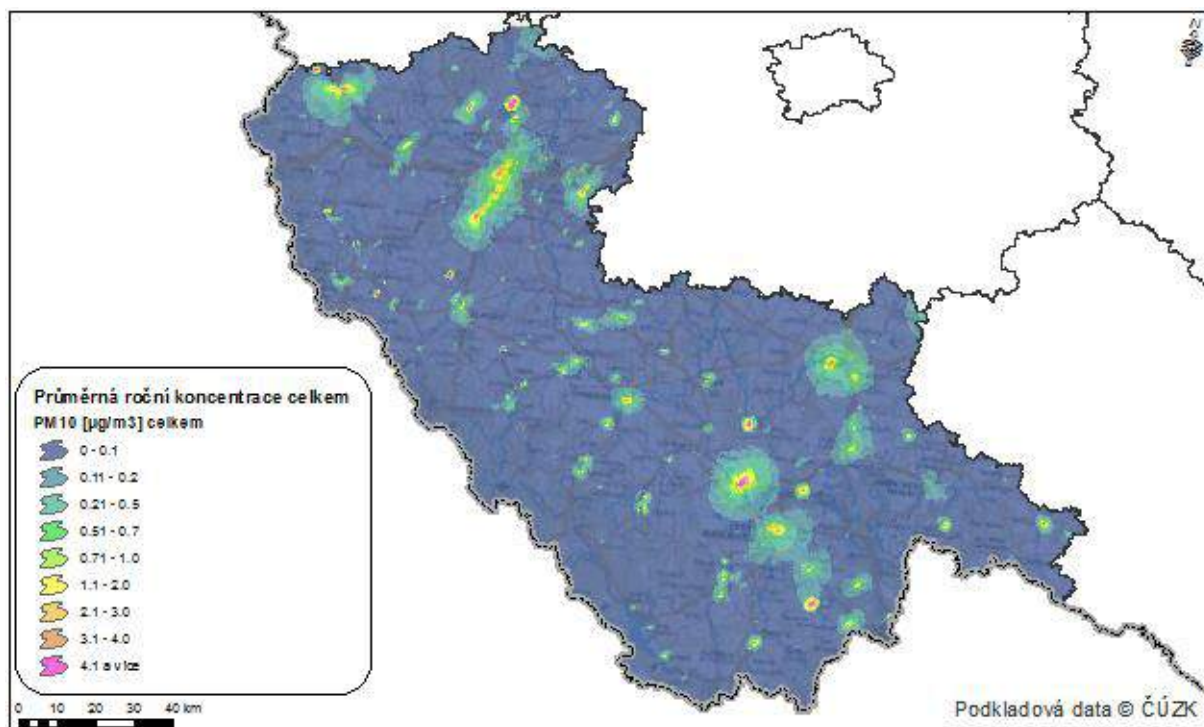 N
Průměrná roční koncentrace celkem
PM10 [µg/m3] celkem
0 - 0.1
0.11 - 0.2
0.21 - 0.5
0.51 - 0.7
0.71 - 1.0
1.1 - 2.0
2.1 - 3.0
3.1 - 4.0
4.1 a více
0 10 20 40 km
Podkladová data © ČÚZK